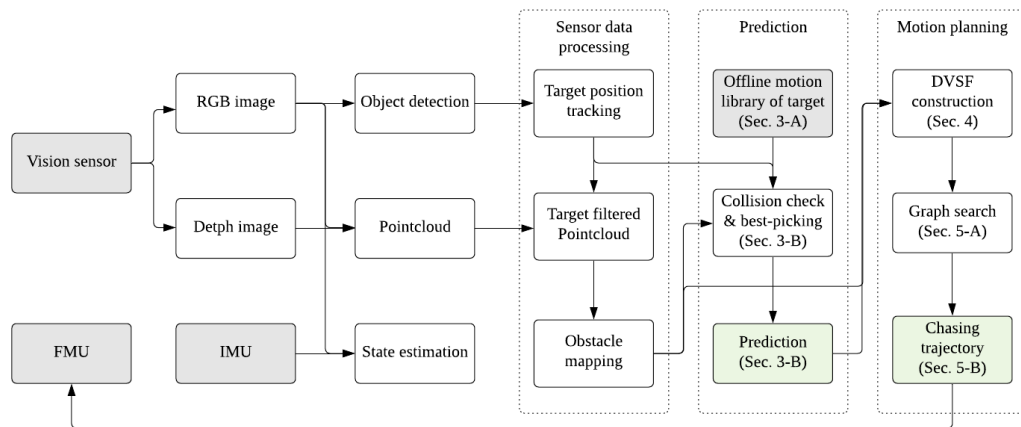 Sensor data
processing
Prediction
Motion planning
Vision sensor
RGB image
Detph image
Object detection
Pointcloud
Target position
tracking
Target filtered
Pointcloud
Obstacle
mapping
Offline motion
library of target
(Sec. 3-A)
Collision check
& best-picking
(Sec. 3-B)
Prediction
(Sec. 3-B)
DVSF
construction
(Sec. 4)
Graph search
(Sec. 5-A)
Chasing
trajectory
(Sec. 5-B)
FMU
IMU
State estimation